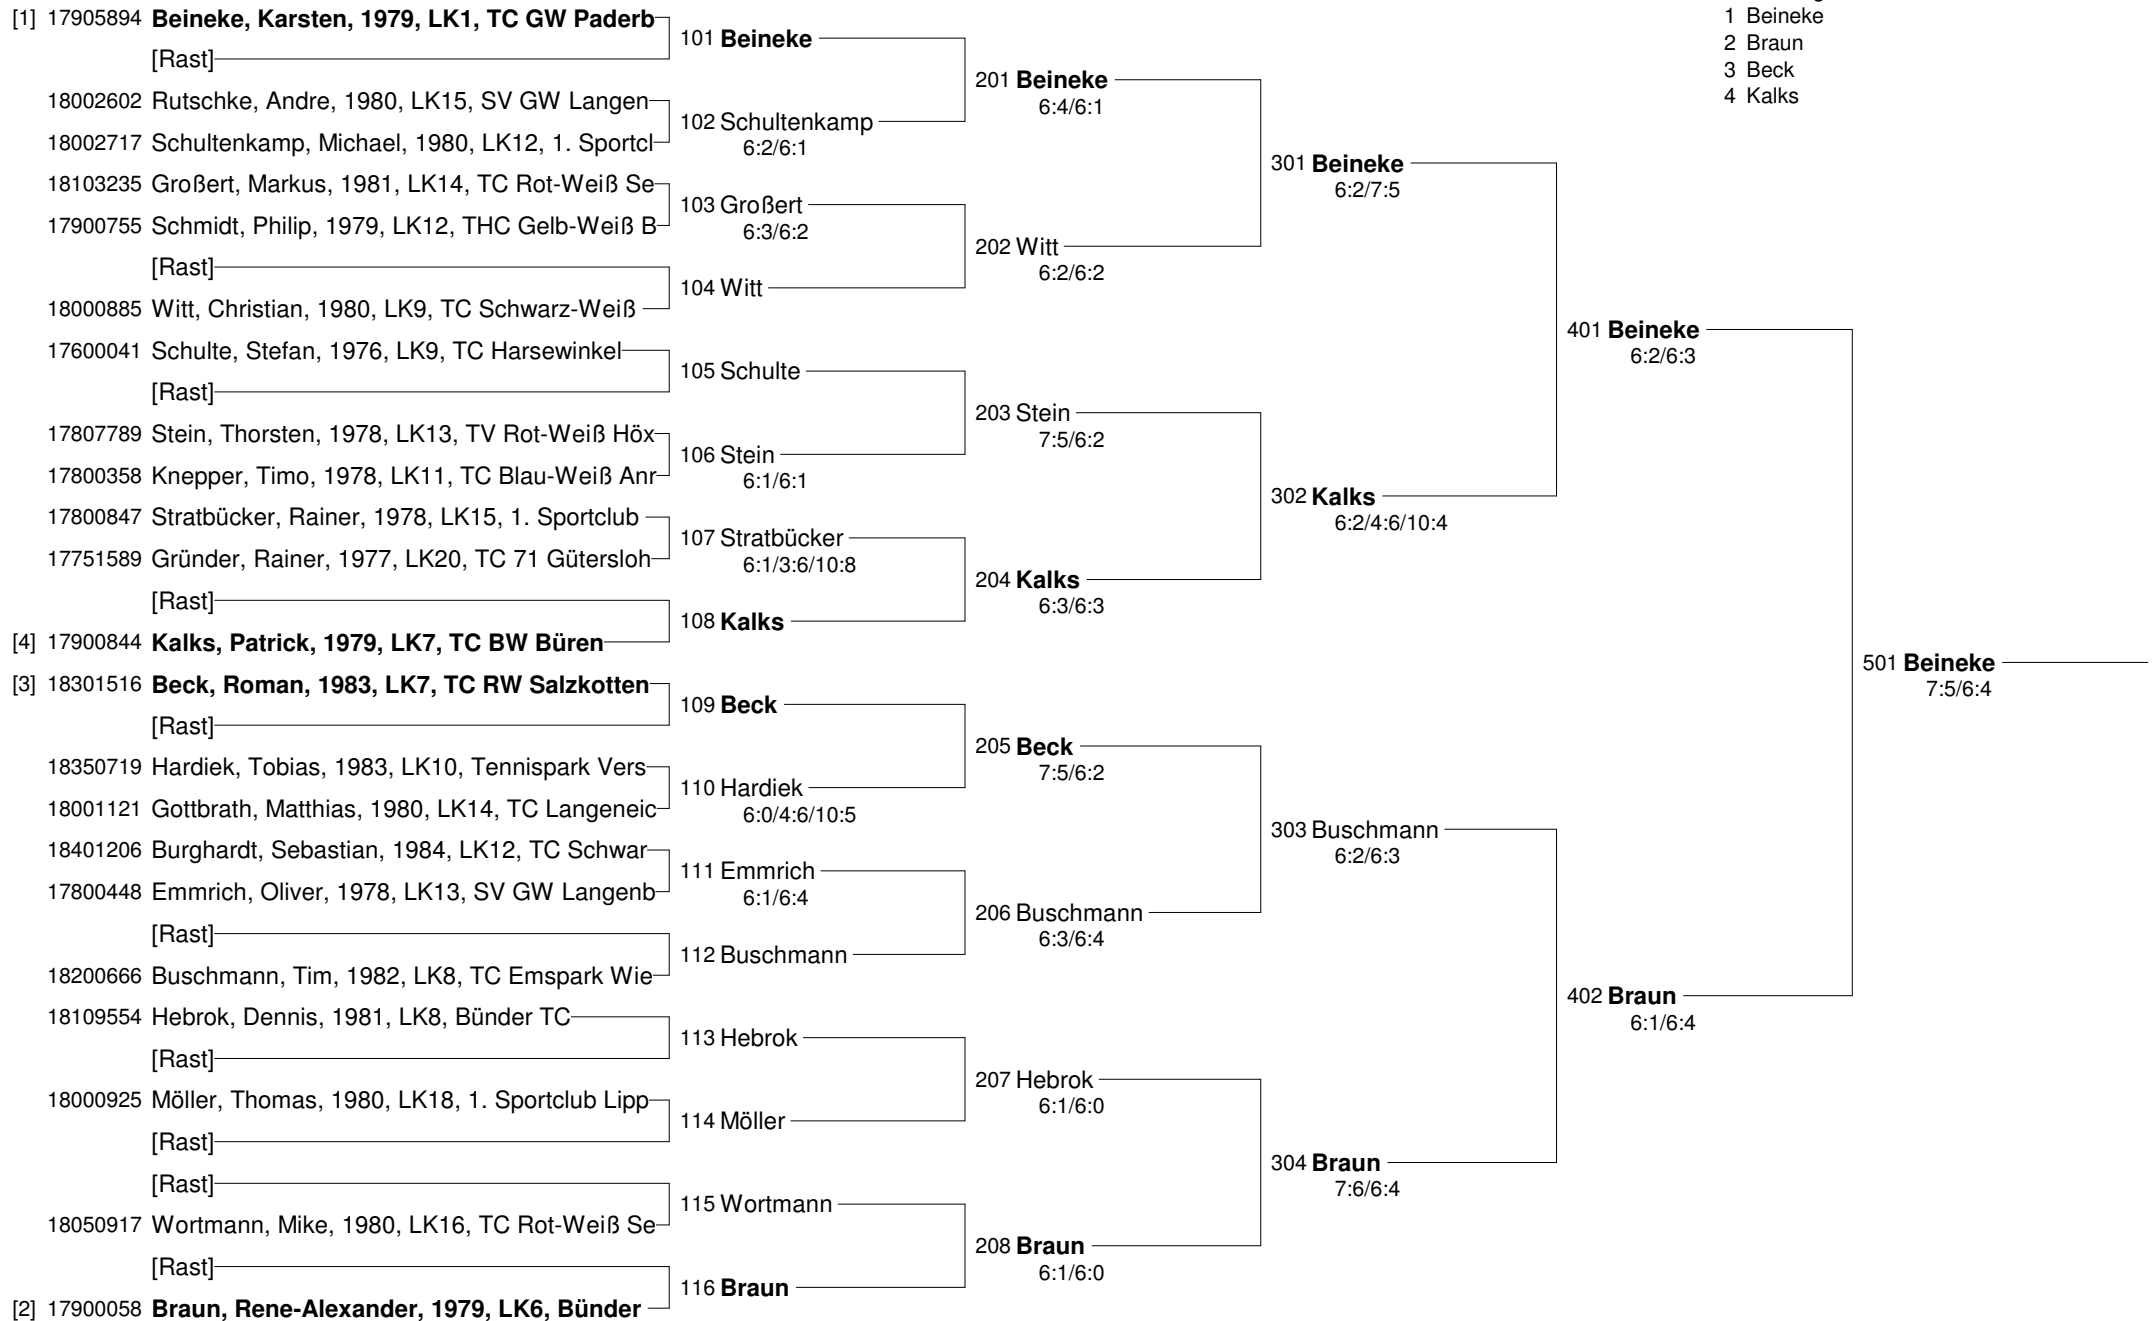 [1] 17905894 Beineke, Karsten, 1979, LK1, TC GW Paderb
[Rast]
18002602 Rutschke, Andre, 1980, LK15, SV GW Langen
18002717 Schultenkamp, Michael, 1980, LK12, 1. Sportcl
18103235 Großert, Markus, 1981, LK14, TC Rot-Weiß Se
17900755 Schmidt, Philip, 1979, LK12, THC Gelb-Weiß B
[Rast]
18000885 Witt, Christian, 1980, LK9, TC Schwarz-Weiß
17600041 Schulte, Stefan, 1976, LK9, TC Harsewinkel
[Rast]
17807789 Stein, Thorsten, 1978, LK13, TV Rot-Weiß Höx
17800358 Knepper, Timo, 1978, LK11, TC Blau-Weiß Anr
17800847 Stratbücker, Rainer, 1978, LK15, 1. Sportclub
17751589 Gründer, Rainer, 1977, LK20, TC 71 Gütersloh
[Rast]
[4] 17900844 Kalks, Patrick, 1979, LK7, TC BW Büren
[3] 18301516 Beck, Roman, 1983, LK7, TC RW Salzkotten
[Rast]
18350719 Hardiek, Tobias, 1983, LK10, Tennispark Vers
18001121 Gottbrath, Matthias, 1980, LK14, TC Langeneic
18401206 Burghardt, Sebastian, 1984, LK12, TC Schwar
17800448 Emmrich, Oliver, 1978, LK13, SV GW Langenb
[Rast]
18200666 Buschmann, Tim, 1982, LK8, TC Emspark Wie
18109554 Hebrok, Dennis, 1981, LK8, Bünder TC
[Rast]
18000925 Möller, Thomas, 1980, LK18, 1. Sportclub Lipp
[Rast]
[Rast]
18050917 Wortmann, Mike, 1980, LK16, TC Rot-Weiß Se
[Rast]
[2] 17900058 Braun, Rene-Alexander, 1979, LK6, Bünder
101 Beineke
102 Schultenkamp
6:2/6:1
103 Großert
6:3/6:2
104 Witt
105 Schulte
106 Stein
6:1/6:1
107 Stratbücker
6:1/3:6/10:8
108 Kalks
109 Beck
110 Hardiek
6:0/4:6/10:5
111 Emmrich
6:1/6:4
112 Buschmann
113 Hebrok
114 Möller
115 Wortmann
116 Braun
201 Beineke
6:4/6:1
202 Witt
6:2/6:2
203 Stein
7:5/6:2
204 Kalks
6:3/6:3
205 Beck
7:5/6:2
206 Buschmann
6:3/6:4
207 Hebrok
6:1/6:0
208 Braun
6:1/6:0
301 Beineke
6:2/7:5
302 Kalks
6:2/4:6/10:4
303 Buschmann
6:2/6:3
304 Braun
7:6/6:4
401 Beineke
6:2/6:3
402 Braun
6:1/6:4
501 Beineke
7:5/6:4
1 Beineke
2 Braun
3 Beck
4 Kalks